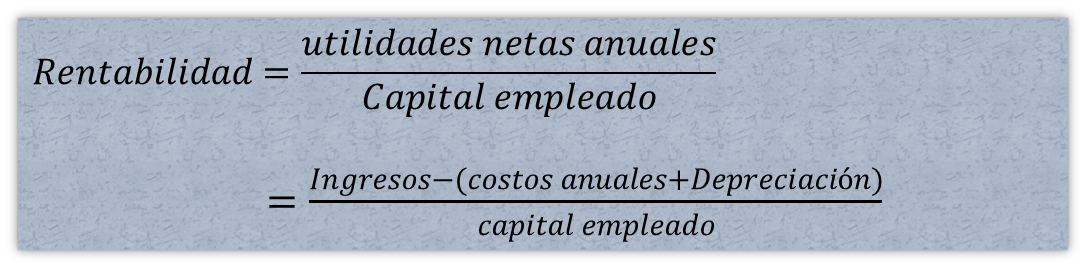 Rentabilidad = utilidades netas anuales / Capital empleado
= Ingresos−(costos anuales+Depreciación) / capital empleado